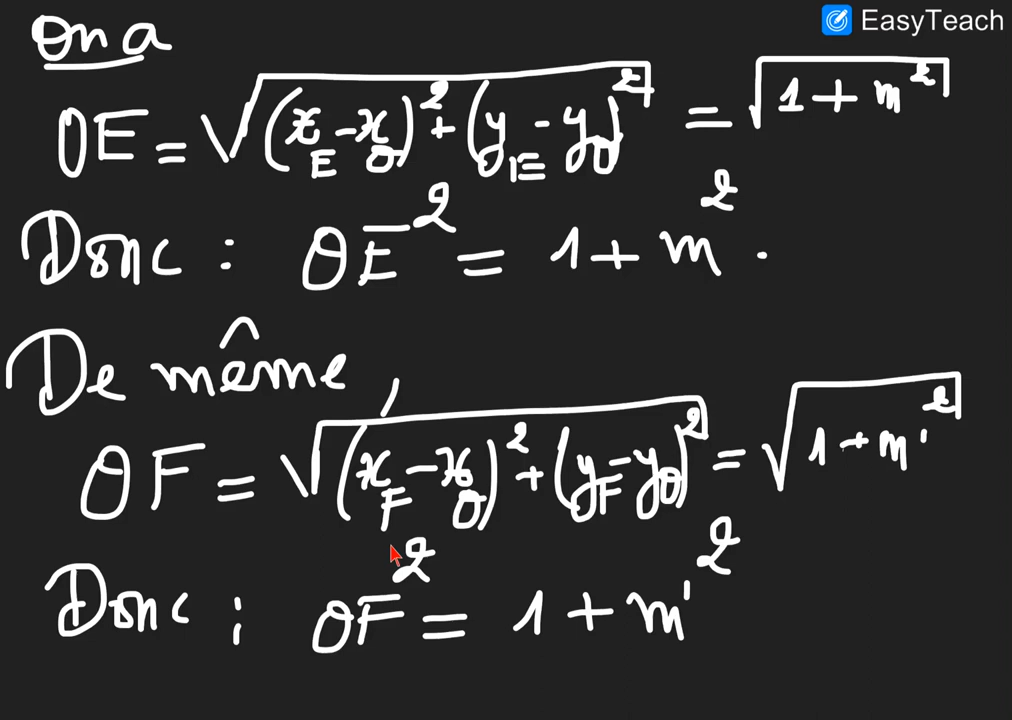 EasyTeach
On a
OE = √((x_E - x_O)² + (y_E - y_O)²) = √(1 + m²)
Donc : OE² = 1 + m² .
De même,
OF = √((x_F - x_O)² + (y_F - y_O)²) = √(1 + m'²)
Donc : OF² = 1 + m'²